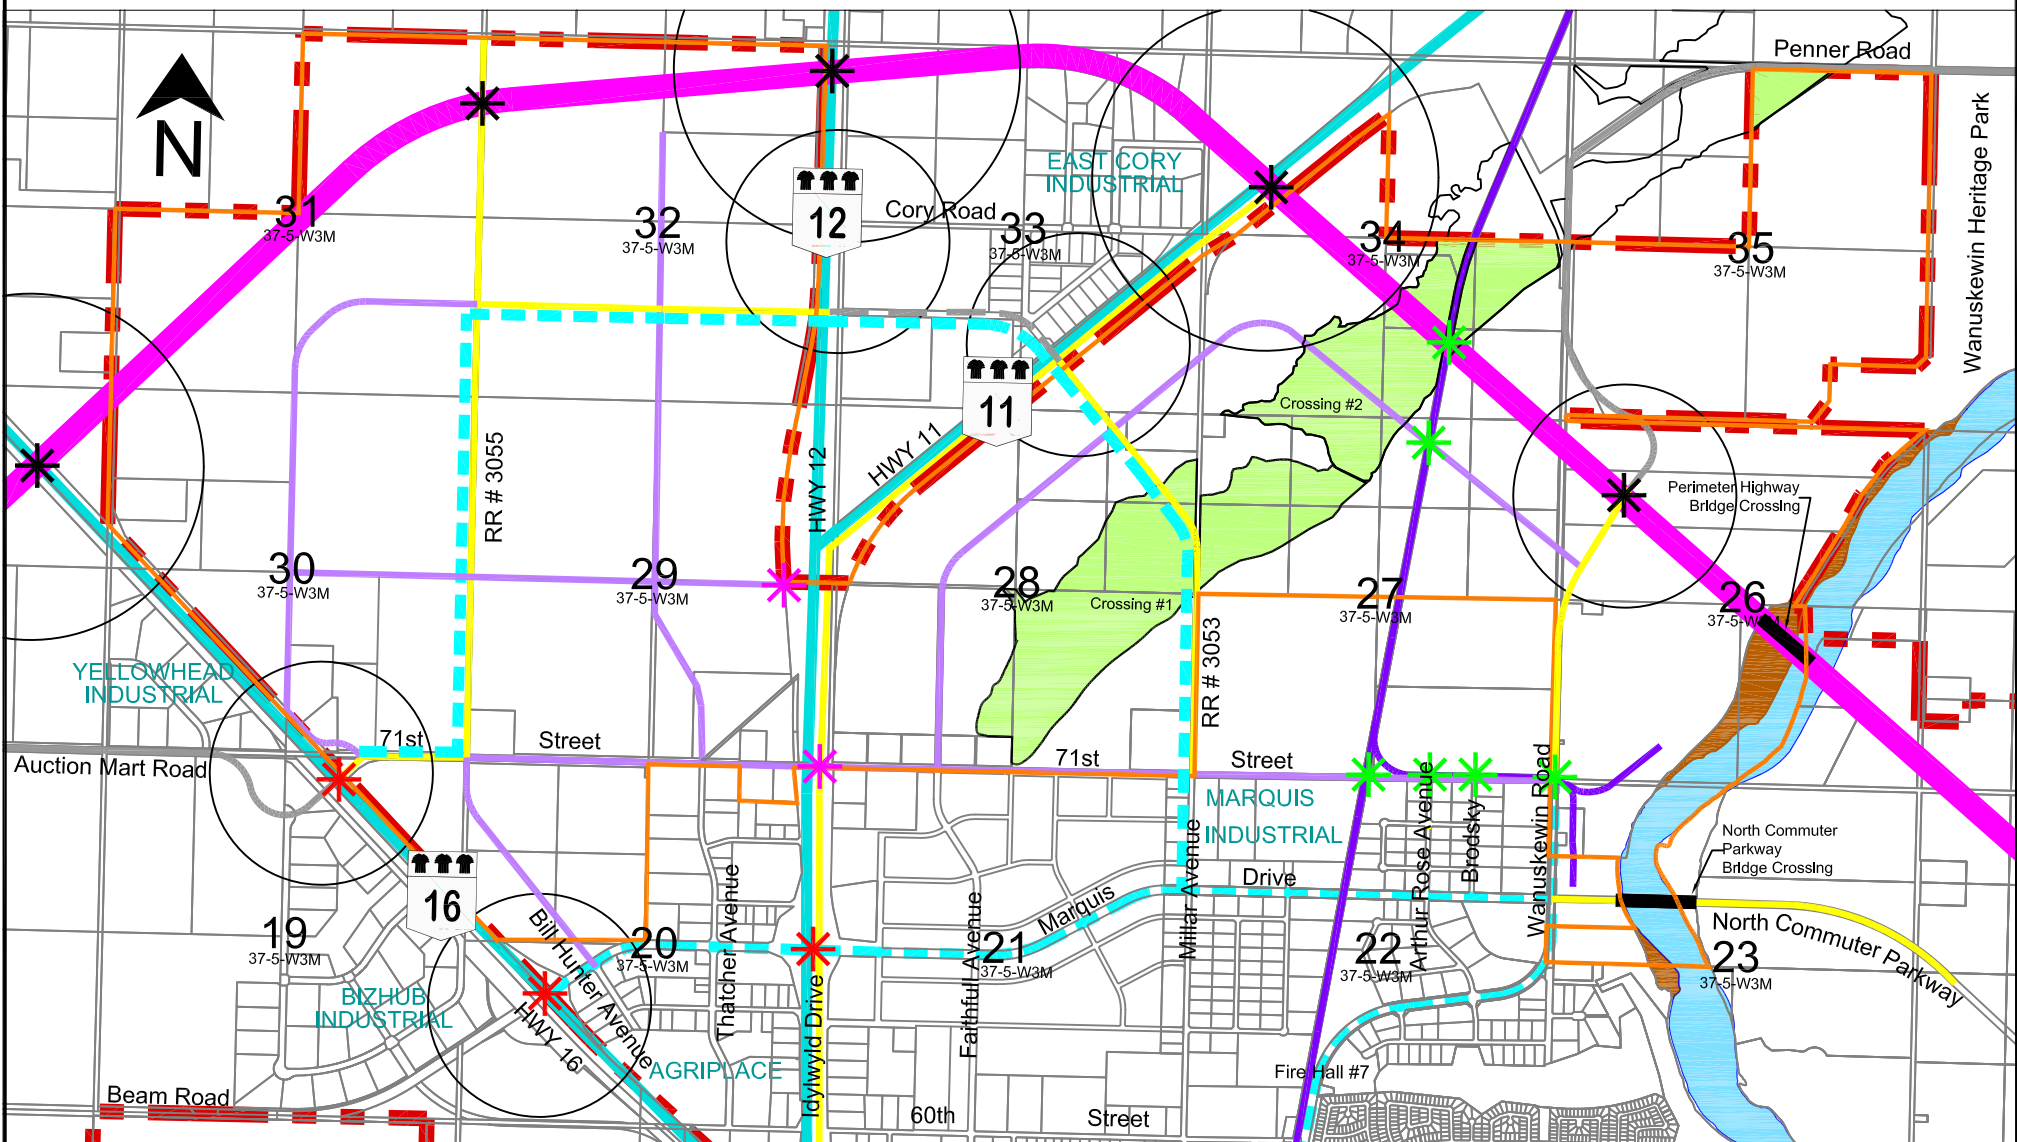 Penner Road
Wanuskewin Heritage Park
N
EAST CORY
INDUSTRIAL
12
Cory Road
31
37-5-W3M
32
37-5-W3M
33
37-5-W3M
34
37-5-W3M
35
37-5-W3M
11
Crossing #2
HWY 11
HWY 12
RR # 3055
Perimeter Highway
Bridge Crossing
30
37-5-W3M
29
37-5-W3M
28
37-5-W3M
Crossing #1
27
37-5-W3M
26
37-5-W3M
RR # 3053
YELLOWHEAD
INDUSTRIAL
71st
Street
71st
Street
Auction Mart Road
MARQUIS
INDUSTRIAL
Wanuskewin Road
Arthur Rose Avenue
Brodsky
Millar Avenue
North Commuter
Parkway
Bridge Crossing
16
Thatcher Avenue
Faithfull Avenue
Marquis
Drive
19
37-5-W3M
Bill Hunter Avenue
20
37-5-W3M
21
37-5-W3M
22
37-5-W3M
23
37-5-W3M
North Commuter Parkway
BIZHUB
INDUSTRIAL
HWY 16
Idylwyld Drive
AGRIPLACE
Fire Hall #7
Beam Road
60th
Street